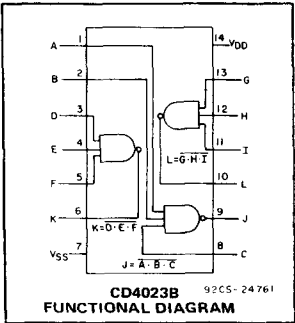 A 1
B 2
D 3
E 4
F 5
K 6
VSS 7
14 VDD
13 G
12 H
11 I
10 L
9 J
8 C
L=G·H·I
K=D·E·F
J=A·B·C
CD4023B 92CS-24761
FUNCTIONAL DIAGRAM